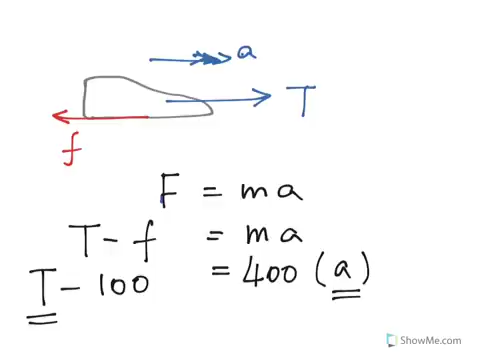 a
T
f
F = ma
T - f = ma
T - 100 = 400 (a)
ShowMe.com